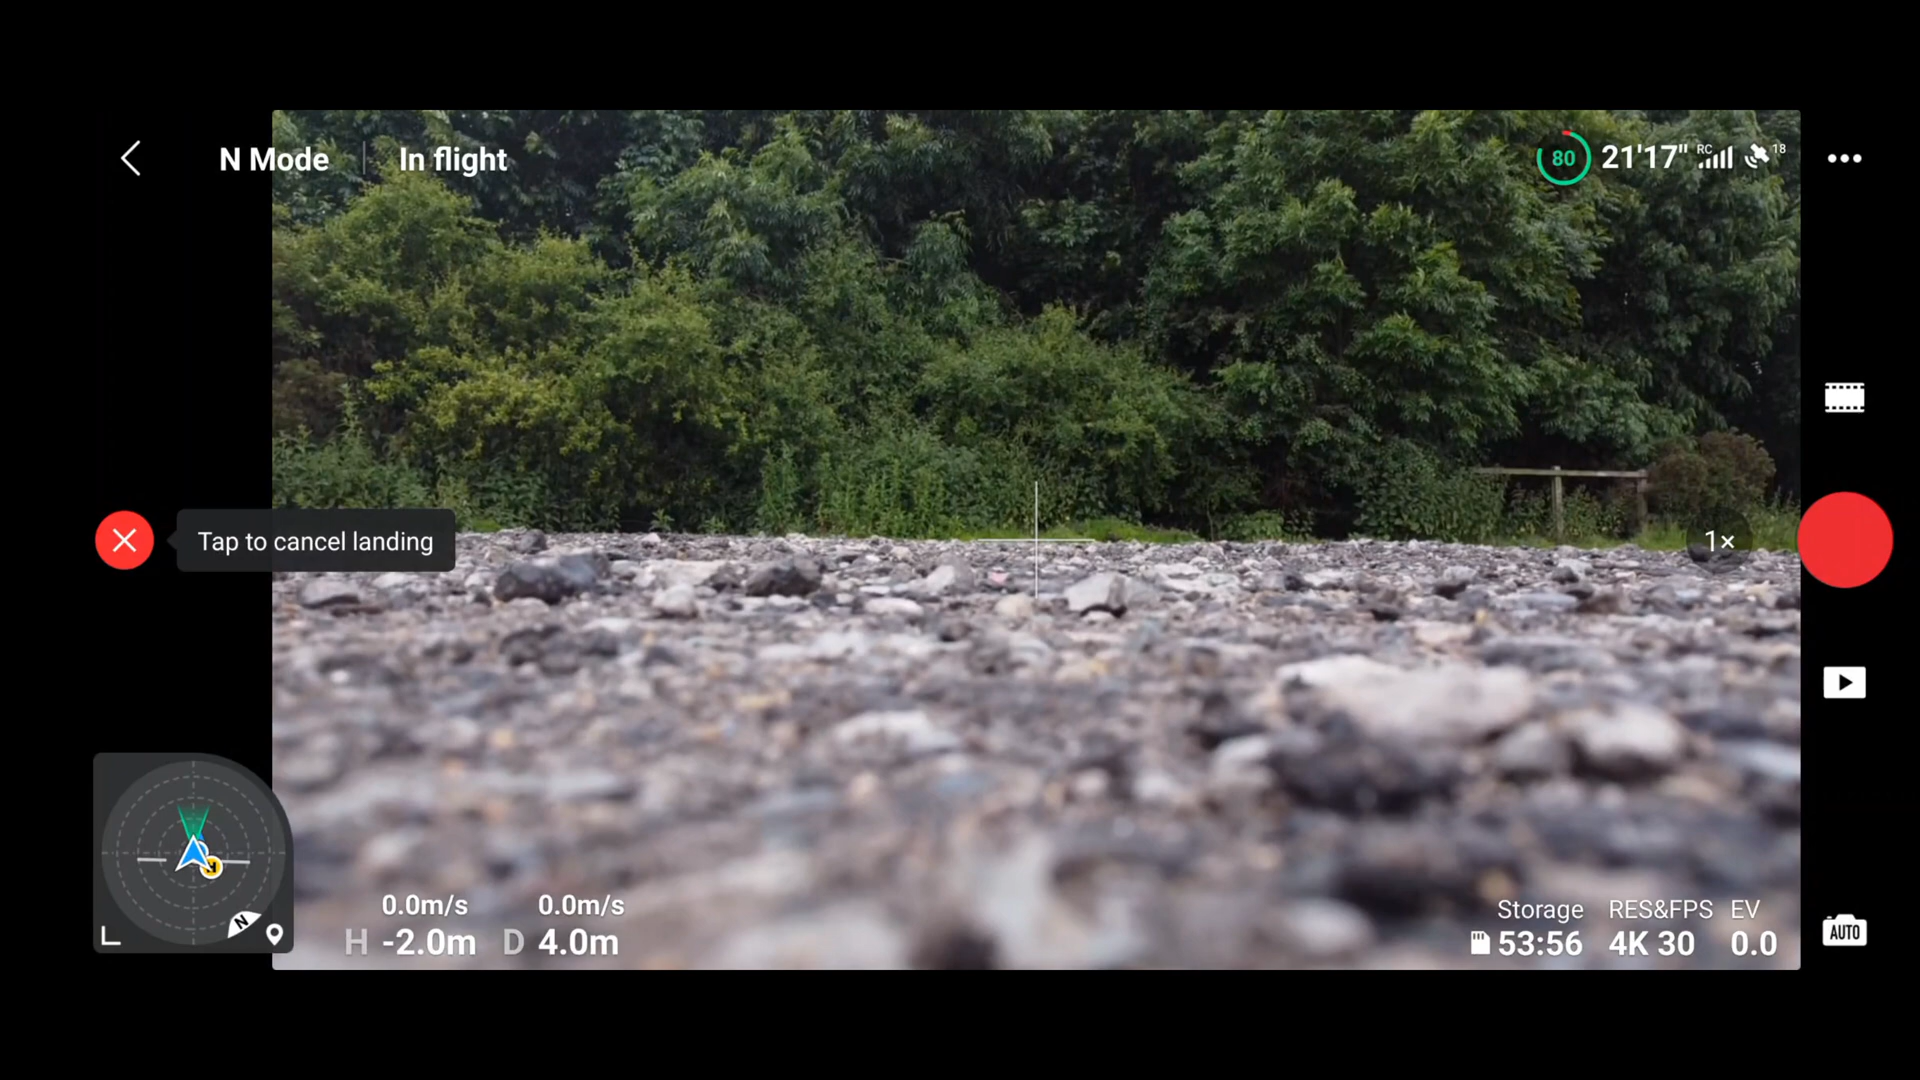 N Mode
In flight
80
21'17"
RC
18
Tap to cancel landing
1×
N
0.0m/s
0.0m/s
H -2.0m
D 4.0m
Storage
RES&FPS
EV
53:56
4K 30
0.0
AUTO